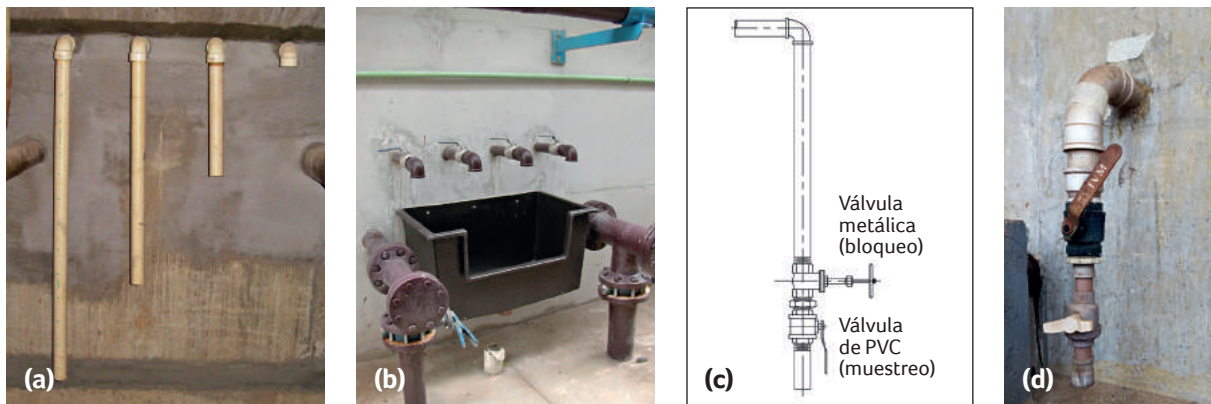 (a)
(b)
Válvula
metálica
(bloqueo)
Válvula
de PVC
(muestreo)
(c)
(d)